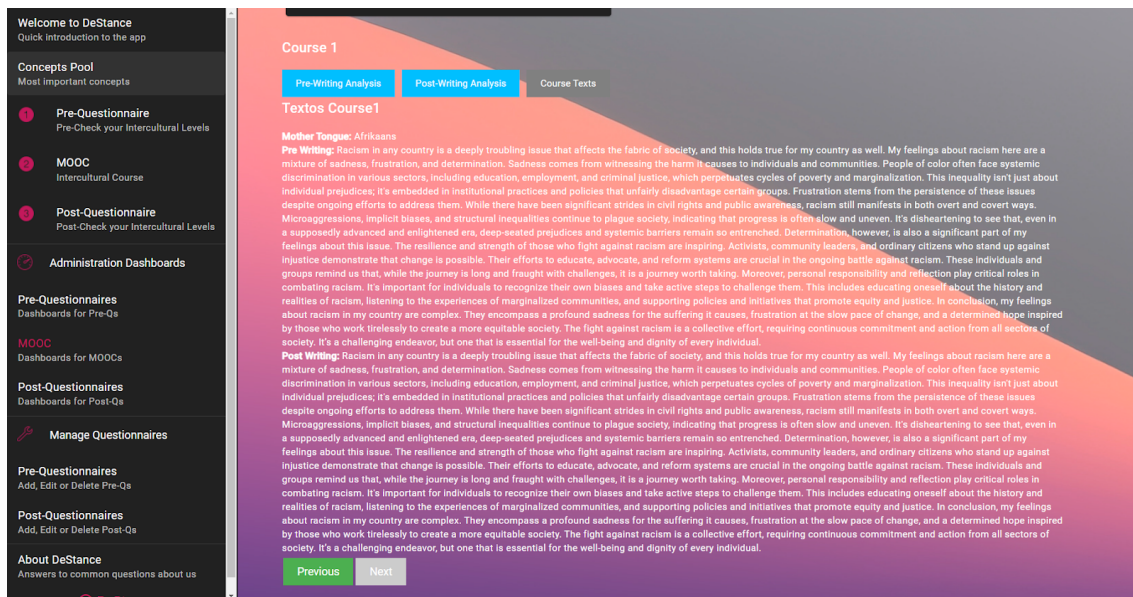 Welcome to DeStance
Quick introduction to the app
Concepts Pool
Most important concepts
1
Pre-Questionnaire
Pre-Check your Intercultural Levels
2
MOOC
Intercultural Course
3
Post-Questionnaire
Post-Check your Intercultural Levels
Administration Dashboards
Pre-Questionnaires
Dashboards for Pre-Qs
MOOC
Dashboards for MOOCs
Post-Questionnaires
Dashboards for Post-Qs
Manage Questionnaires
Pre-Questionnaires
Add, Edit or Delete Pre-Qs
Post-Questionnaires
Add, Edit or Delete Post-Qs
About DeStance
Answers to common questions about us
Course 1
Pre-Writing Analysis Post-Writing Analysis Course Texts
Textos Course1
Mother Tongue: Afrikaans
Pre Writing: Racism in any country is a deeply troubling issue that affects the fabric of society, and this holds true for my country as well. My feelings about racism here are a
mixture of sadness, frustration, and determination. Sadness comes from witnessing the harm it causes to individuals and communities. People of color often face systemic
discrimination in various sectors, including education, employment, and criminal justice, which perpetuates cycles of poverty and marginalization. This inequality isn't just about
individual prejudices; it's embedded in institutional practices and policies that unfairly disadvantage certain groups. Frustration stems from the persistence of these issues
despite ongoing efforts to address them. While there have been significant strides in civil rights and public awareness, racism still manifests in both overt and covert ways.
Microaggressions, implicit biases, and structural inequalities continue to plague society, indicating that progress is often slow and uneven. It's disheartening to see that, even in
a supposedly advanced and enlightened era, deep-seated prejudices and systemic barriers remain so entrenched. Determination, however, is also a significant part of my
feelings about this issue. The resilience and strength of those who fight against racism are inspiring. Activists, community leaders, and ordinary citizens who stand up against
injustice demonstrate that change is possible. Their efforts to educate, advocate, and reform systems are crucial in the ongoing battle against racism. These individuals and
groups remind us that, while the journey is long and fraught with challenges, it is a journey worth taking. Moreover, personal responsibility and reflection play critical roles in
combating racism. It's important for individuals to recognize their own biases and take active steps to challenge them. This includes educating oneself about the history and
realities of racism, listening to the experiences of marginalized communities, and supporting policies and initiatives that promote equity and justice. In conclusion, my feelings
about racism in my country are complex. They encompass a profound sadness for the suffering it causes, frustration at the slow pace of change, and a determined hope inspired
by those who work tirelessly to create a more equitable society. The fight against racism is a collective effort, requiring continuous commitment and action from all sectors of
society. It's a challenging endeavor, but one that is essential for the well-being and dignity of every individual.
Post Writing: Racism in any country is a deeply troubling issue that affects the fabric of society, and this holds true for my country as well. My feelings about racism here are a
mixture of sadness, frustration, and determination. Sadness comes from witnessing the harm it causes to individuals and communities. People of color often face systemic
discrimination in various sectors, including education, employment, and criminal justice, which perpetuates cycles of poverty and marginalization. This inequality isn't just about
individual prejudices; it's embedded in institutional practices and policies that unfairly disadvantage certain groups. Frustration stems from the persistence of these issues
despite ongoing efforts to address them. While there have been significant strides in civil rights and public awareness, racism still manifests in both overt and covert ways.
Microaggressions, implicit biases, and structural inequalities continue to plague society, indicating that progress is often slow and uneven. It's disheartening to see that, even in
a supposedly advanced and enlightened era, deep-seated prejudices and systemic barriers remain so entrenched. Determination, however, is also a significant part of my
feelings about this issue. The resilience and strength of those who fight against racism are inspiring. Activists, community leaders, and ordinary citizens who stand up against
injustice demonstrate that change is possible. Their efforts to educate, advocate, and reform systems are crucial in the ongoing battle against racism. These individuals and
groups remind us that, while the journey is long and fraught with challenges, it is a journey worth taking. Moreover, personal responsibility and reflection play critical roles in
combating racism. It's important for individuals to recognize their own biases and take active steps to challenge them. This includes educating oneself about the history and
realities of racism, listening to the experiences of marginalized communities, and supporting policies and initiatives that promote equity and justice. In conclusion, my feelings
about racism in my country are complex. They encompass a profound sadness for the suffering it causes, frustration at the slow pace of change, and a determined hope inspired
by those who work tirelessly to create a more equitable society. The fight against racism is a collective effort, requiring continuous commitment and action from all sectors of
society. It's a challenging endeavor, but one that is essential for the well-being and dignity of every individual.
Previous Next